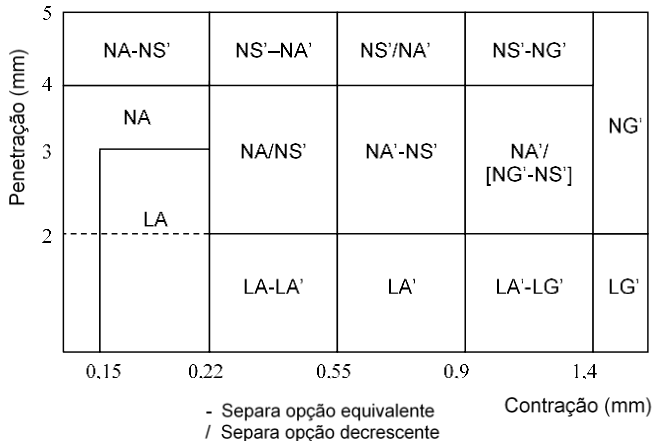 5
NA-NS'
NS'–NA'
NS'/NA'
NS'-NG'
4
NA
NG'
Penetração (mm)
3
NA/NS'
NA'-NS'
NA'/
[NG'-NS']
LA
2
LA-LA'
LA'
LA'-LG'
LG'
0,15
0.22
0.55
0.9
1,4
Contração (mm)
- Separa opção equivalente
/ Separa opção decrescente